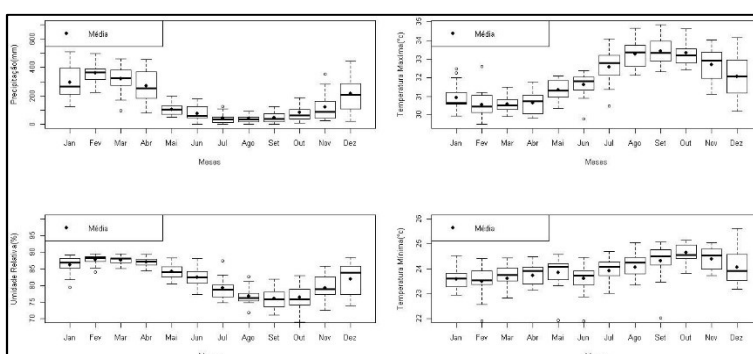 Média
Precipitação(mm)
0
200
400
600
Jan Fev Mar Abr Mai Jun Jul Ago Set Out Nov Dez
Meses
Média
Temperatura Maxima(°c)
30
31
32
33
34
35
Jan Fev Mar Abr Mai Jun Jul Ago Set Out Nov Dez
Meses
Média
Umidade Relativa(%)
70
75
80
85
90
Jan Fev Mar Abr Mai Jun Jul Ago Set Out Nov Dez
Média
Temperatura Minima(°c)
22
23
24
25
26
Jan Fev Mar Abr Mai Jun Jul Ago Set Out Nov Dez